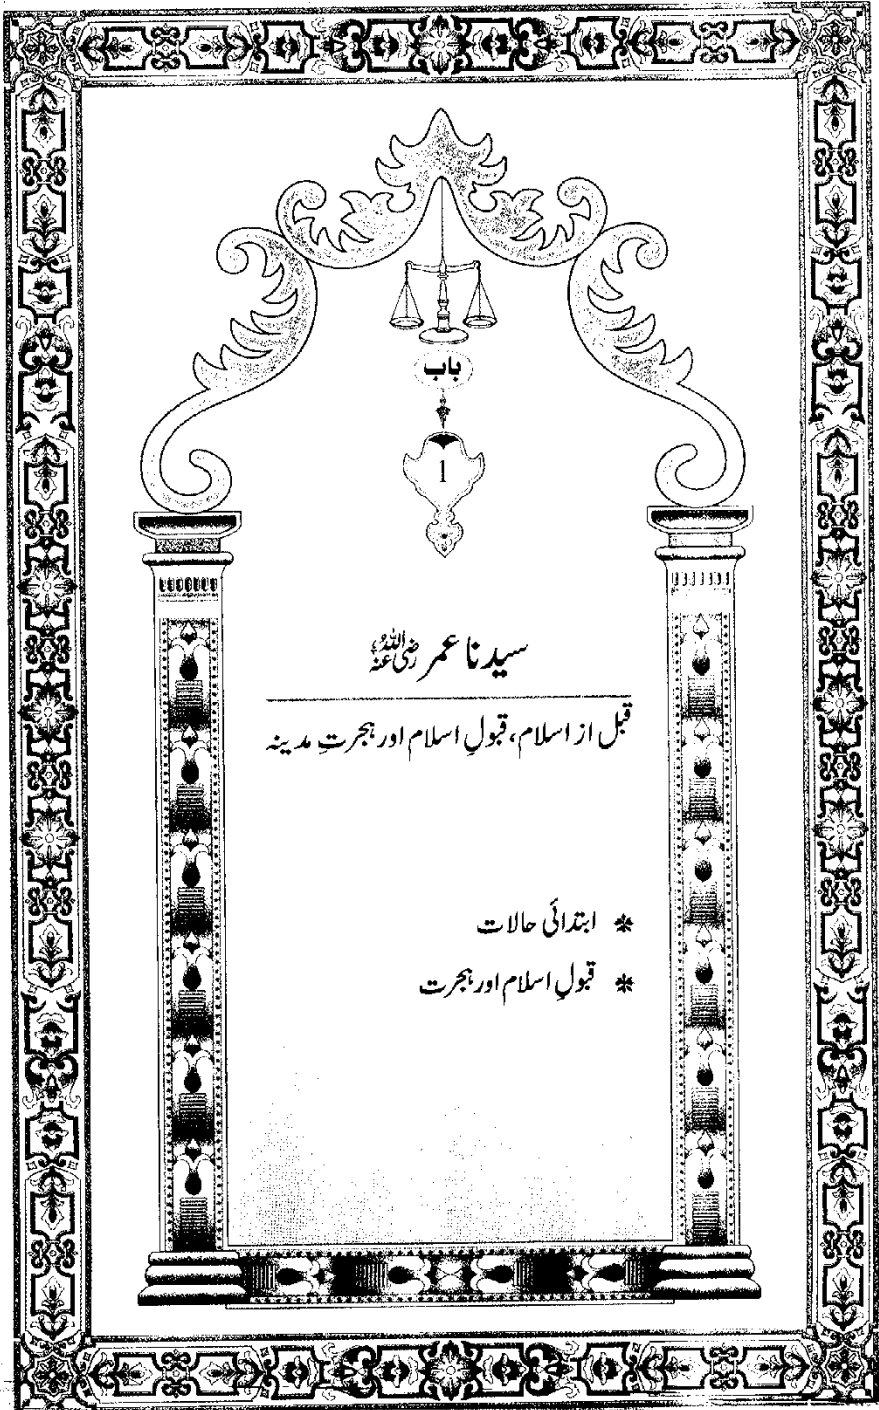 باب
1
سیدنا عمر رضی اللہ عنہ
قبل از اسلام، قبولِ اسلام اور ہجرتِ مدینہ
❋ ابتدائی حالات
❋ قبولِ اسلام اور ہجرت